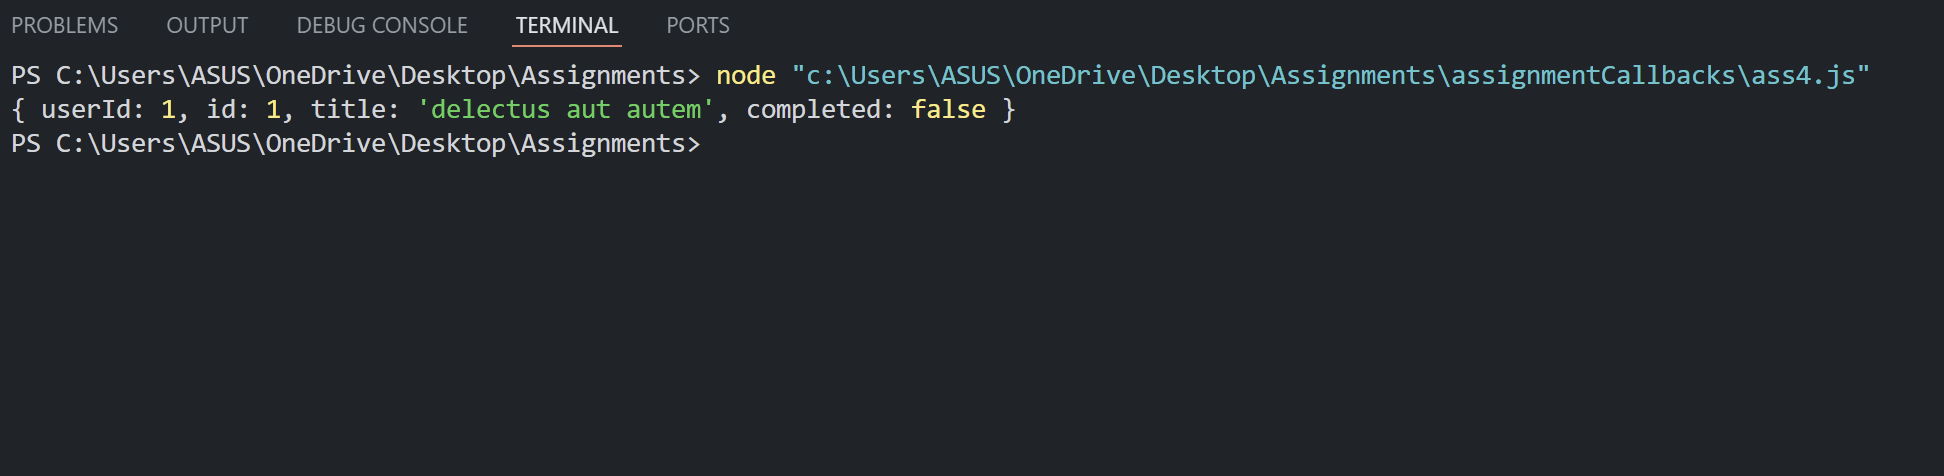 PROBLEMS OUTPUT DEBUG CONSOLE TERMINAL PORTS
PS C:\Users\ASUS\OneDrive\Desktop\Assignments> node "c:\Users\ASUS\OneDrive\Desktop\Assignments\assignmentCallbacks\ass4.js"
{ userId: 1, id: 1, title: 'delectus aut autem', completed: false }
PS C:\Users\ASUS\OneDrive\Desktop\Assignments>